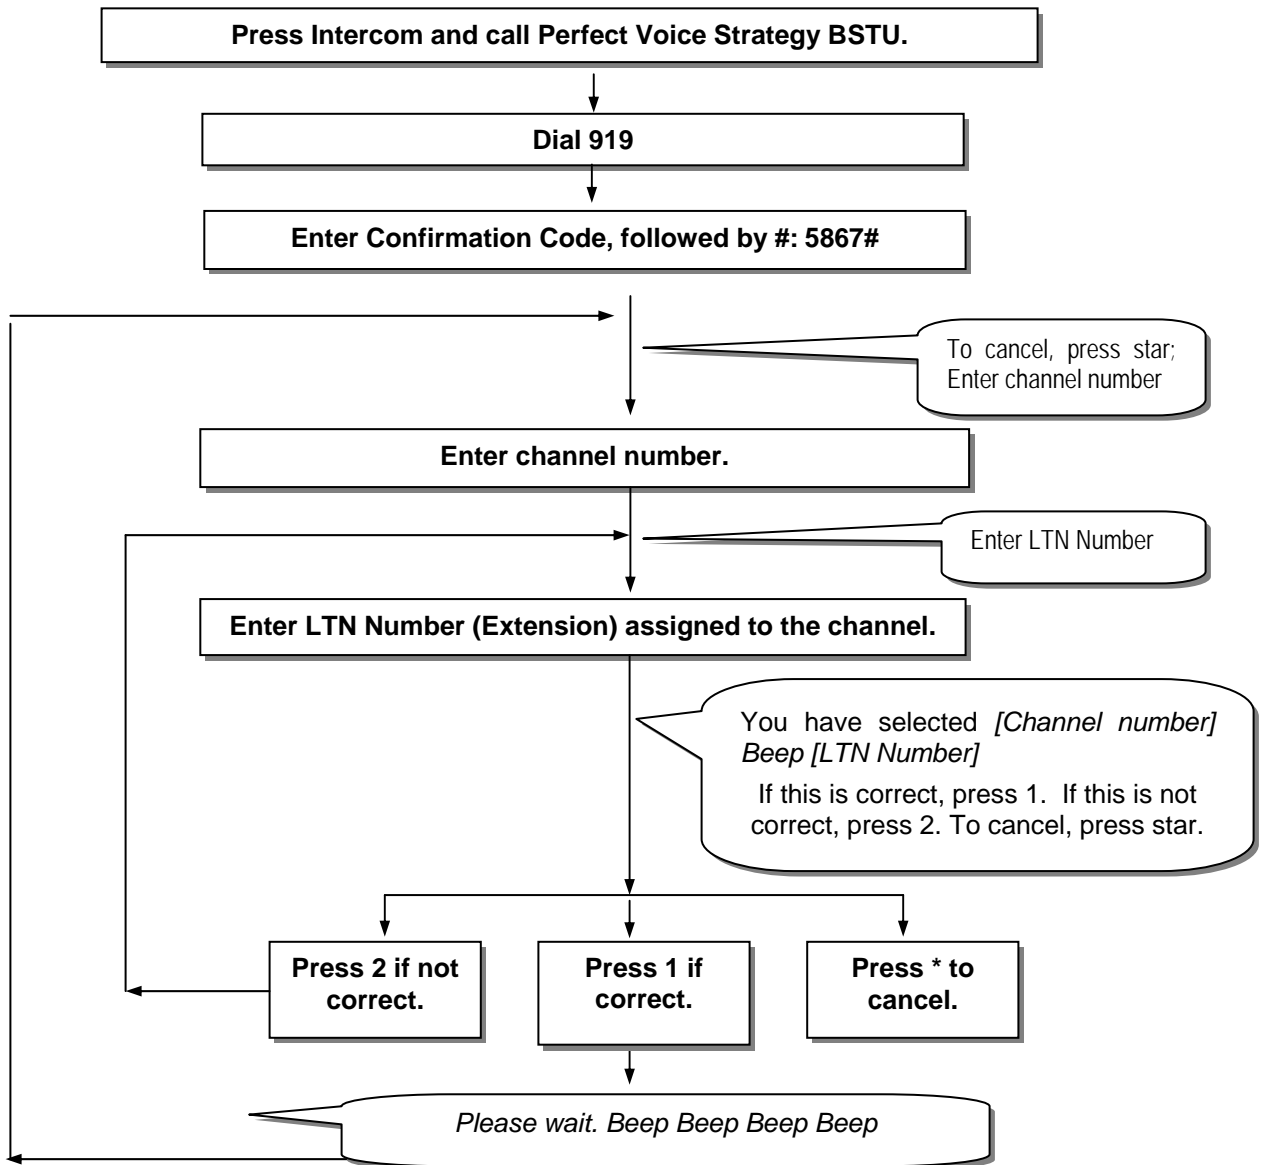 Press Intercom and call Perfect Voice Strategy BSTU.
Dial 919
Enter Confirmation Code, followed by #: 5867#
To cancel, press star;
Enter channel number
Enter channel number.
Enter LTN Number
Enter LTN Number (Extension) assigned to the channel.
You have selected [Channel number]
Beep [LTN Number]
If this is correct, press 1. If this is not
correct, press 2. To cancel, press star.
Press 2 if not
correct.
Press 1 if
correct.
Press * to
cancel.
Please wait. Beep Beep Beep Beep